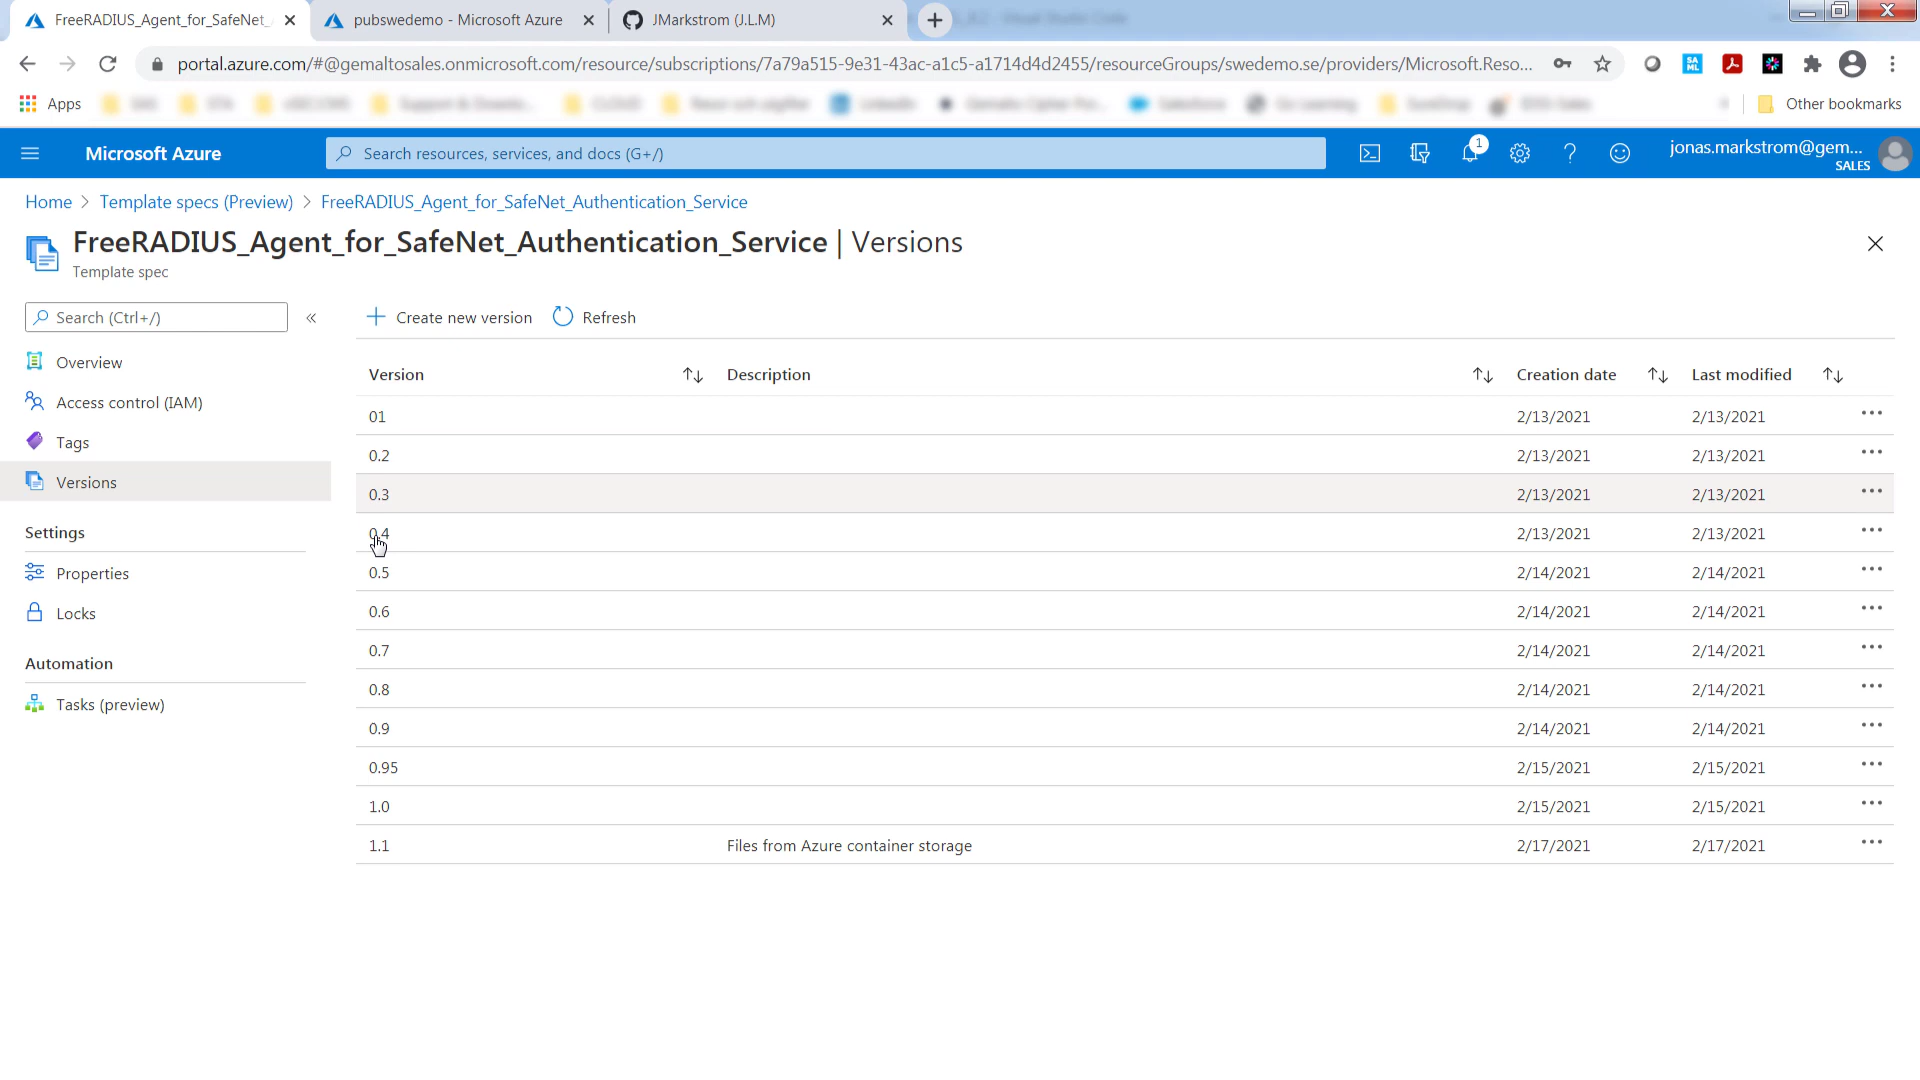 FreeRADIUS_Agent_for_SafeNet_
pubswedemo - Microsoft Azure
JMarkstrom (J.L.M)
portal.azure.com/#@gemaltosales.onmicrosoft.com/resource/subscriptions/7a79a515-9e31-43ac-a1c5-a1714d4d2455/resourceGroups/swedemo.se/providers/Microsoft.Reso...
SA
ML
Apps
Other bookmarks
Microsoft Azure
Search resources, services, and docs (G+/)
1
jonas.markstrom@gem...
SALES
Home > Template specs (Preview) > FreeRADIUS_Agent_for_SafeNet_Authentication_Service
FreeRADIUS_Agent_for_SafeNet_Authentication_Service | Versions
Template spec
Search (Ctrl+/)
«
Overview
Access control (IAM)
Tags
Versions
Settings
Properties
Locks
Automation
Tasks (preview)
Create new version
Refresh
Version Description Creation date Last modified
01 2/13/2021 2/13/2021
0.2 2/13/2021 2/13/2021
0.3 2/13/2021 2/13/2021
0.4 2/13/2021 2/13/2021
0.5 2/14/2021 2/14/2021
0.6 2/14/2021 2/14/2021
0.7 2/14/2021 2/14/2021
0.8 2/14/2021 2/14/2021
0.9 2/14/2021 2/14/2021
0.95 2/15/2021 2/15/2021
1.0 2/15/2021 2/15/2021
1.1 Files from Azure container storage 2/17/2021 2/17/2021